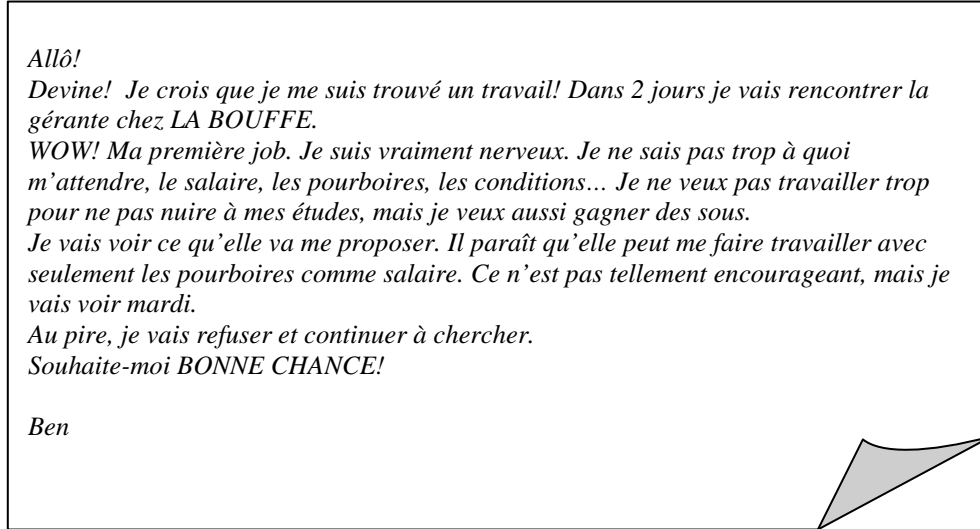 Allô!
Devine!  Je crois que je me suis trouvé un travail! Dans 2 jours je vais rencontrer la
gérante chez LA BOUFFE.
WOW! Ma première job. Je suis vraiment nerveux. Je ne sais pas trop à quoi
m'attendre, le salaire, les pourboires, les conditions… Je ne veux pas travailler trop
pour ne pas nuire à mes études, mais je veux aussi gagner des sous.
Je vais voir ce qu'elle va me proposer. Il paraît qu'elle peut me faire travailler avec
seulement les pourboires comme salaire. Ce n'est pas tellement encourageant, mais je
vais voir mardi.
Au pire, je vais refuser et continuer à chercher.
Souhaite-moi BONNE CHANCE!
Ben